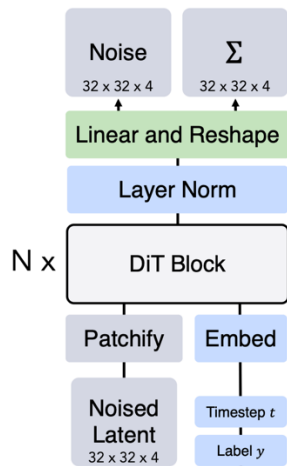 Noise
32 x 32 x 4
Σ
32 x 32 x 4
Linear and Reshape
Layer Norm
N x
DiT Block
Patchify
Embed
Noised
Latent
32 x 32 x 4
Timestep t
Label y